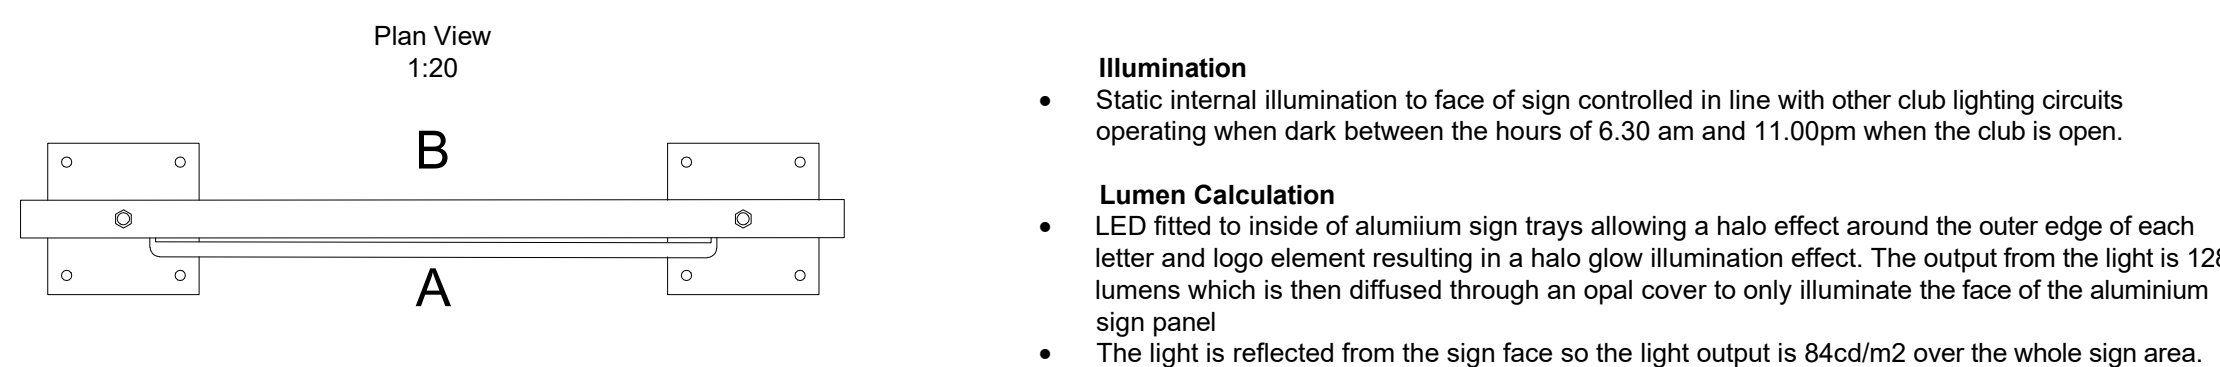 Plan View
1:20
B
A
Illumination
• Static internal illumination to face of sign controlled in line with other club lighting circuits
operating when dark between the hours of 6.30 am and 11.00pm when the club is open.
Lumen Calculation
• LED fitted to inside of alumiium sign trays allowing a halo effect around the outer edge of each
letter and logo element resulting in a halo glow illumination effect. The output from the light is
lumens which is then diffused through an opal cover to only illuminate the face of the aluminium
sign panel
• The light is reflected from the sign face so the light output is 84cd/m2 over the whole sign area.